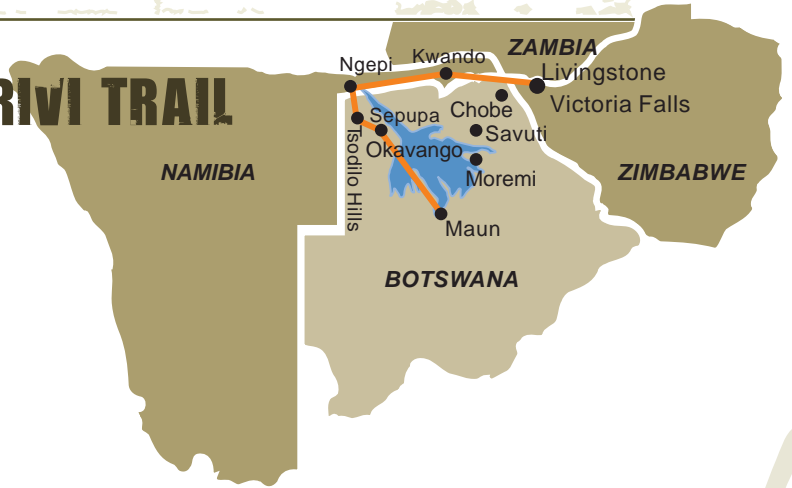 RIVI TRAIL
ZAMBIA
Ngepi
Kwando
Livingstone
Victoria Falls
Chobe
Sepupa
Savuti
Okavango
Tsodilo Hills
Moremi
NAMIBIA
ZIMBABWE
Maun
BOTSWANA